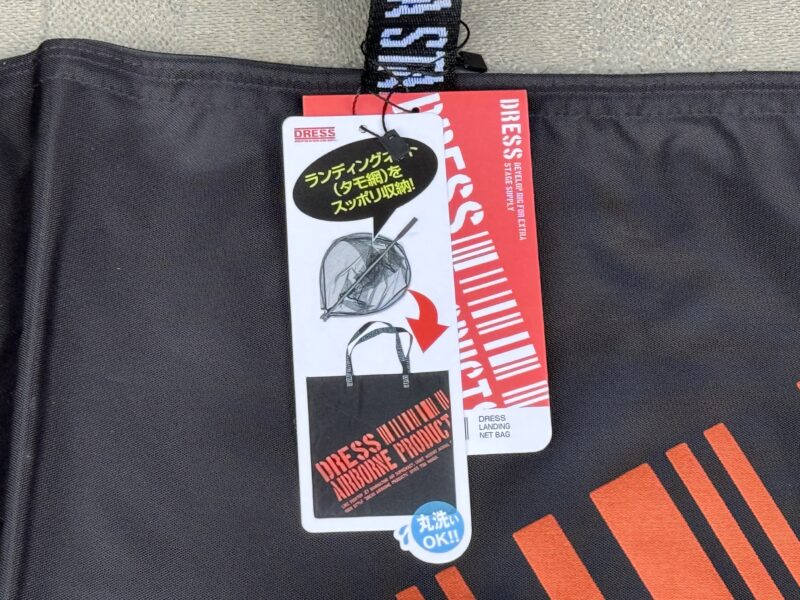 DRESS
ランディングネット
(タモ網)を
スッポリ収納!
DRESS
AIRBORNE PRODUCT
丸洗い
OK!!
DRESS
DEVELOP RIG FOR EXTRA
STAGE SUPPLY
DRESS
LANDING
NET BAG